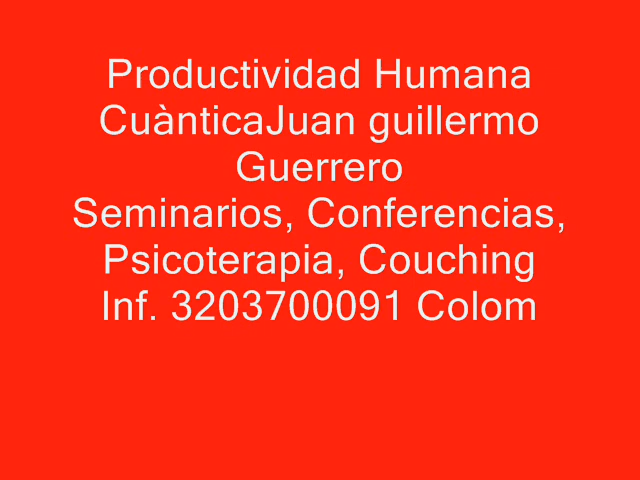 Productividad Humana
CuànticaJuan guillermo
Guerrero
Seminarios, Conferencias,
Psicoterapia, Couching
Inf. 3203700091 Colom